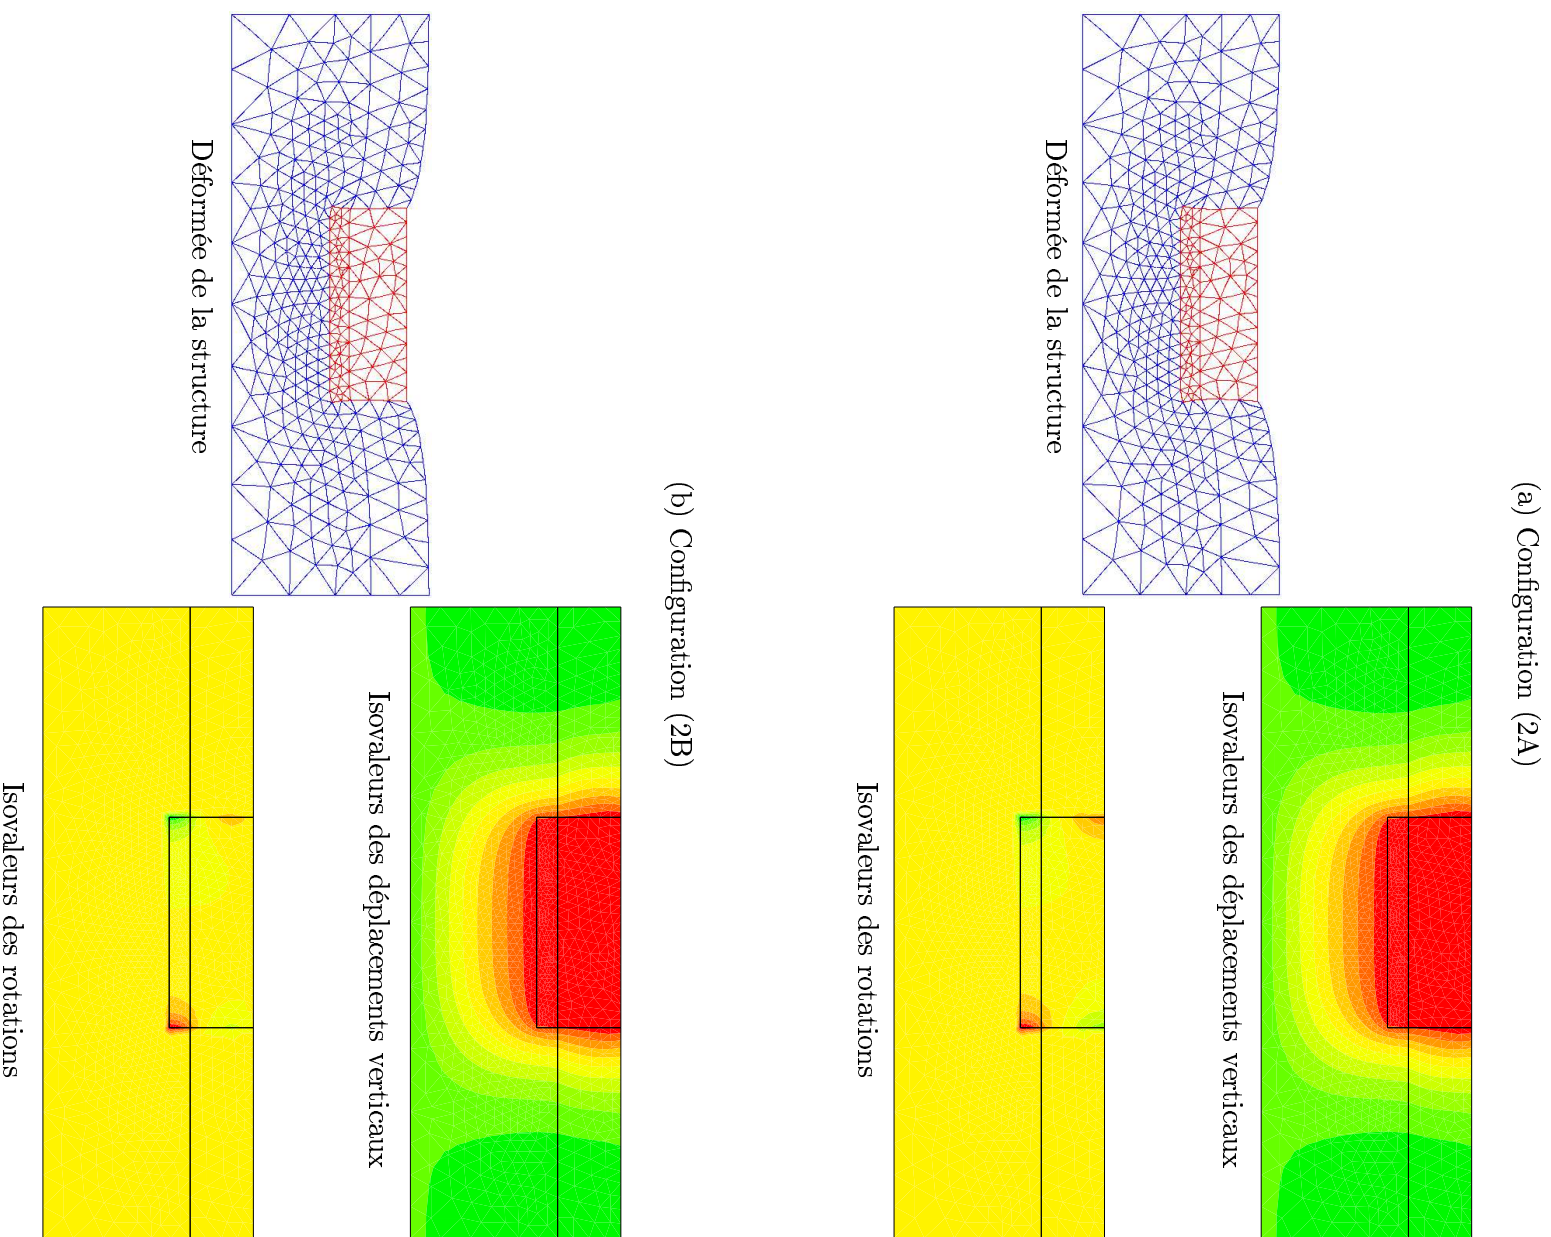 (a) Configuration (2A)
Déformée de la structure
Isovaleurs des déplacements verticaux
Isovaleurs des rotations
(b) Configuration (2B)
Déformée de la structure
Isovaleurs des déplacements verticaux
Isovaleurs des rotations